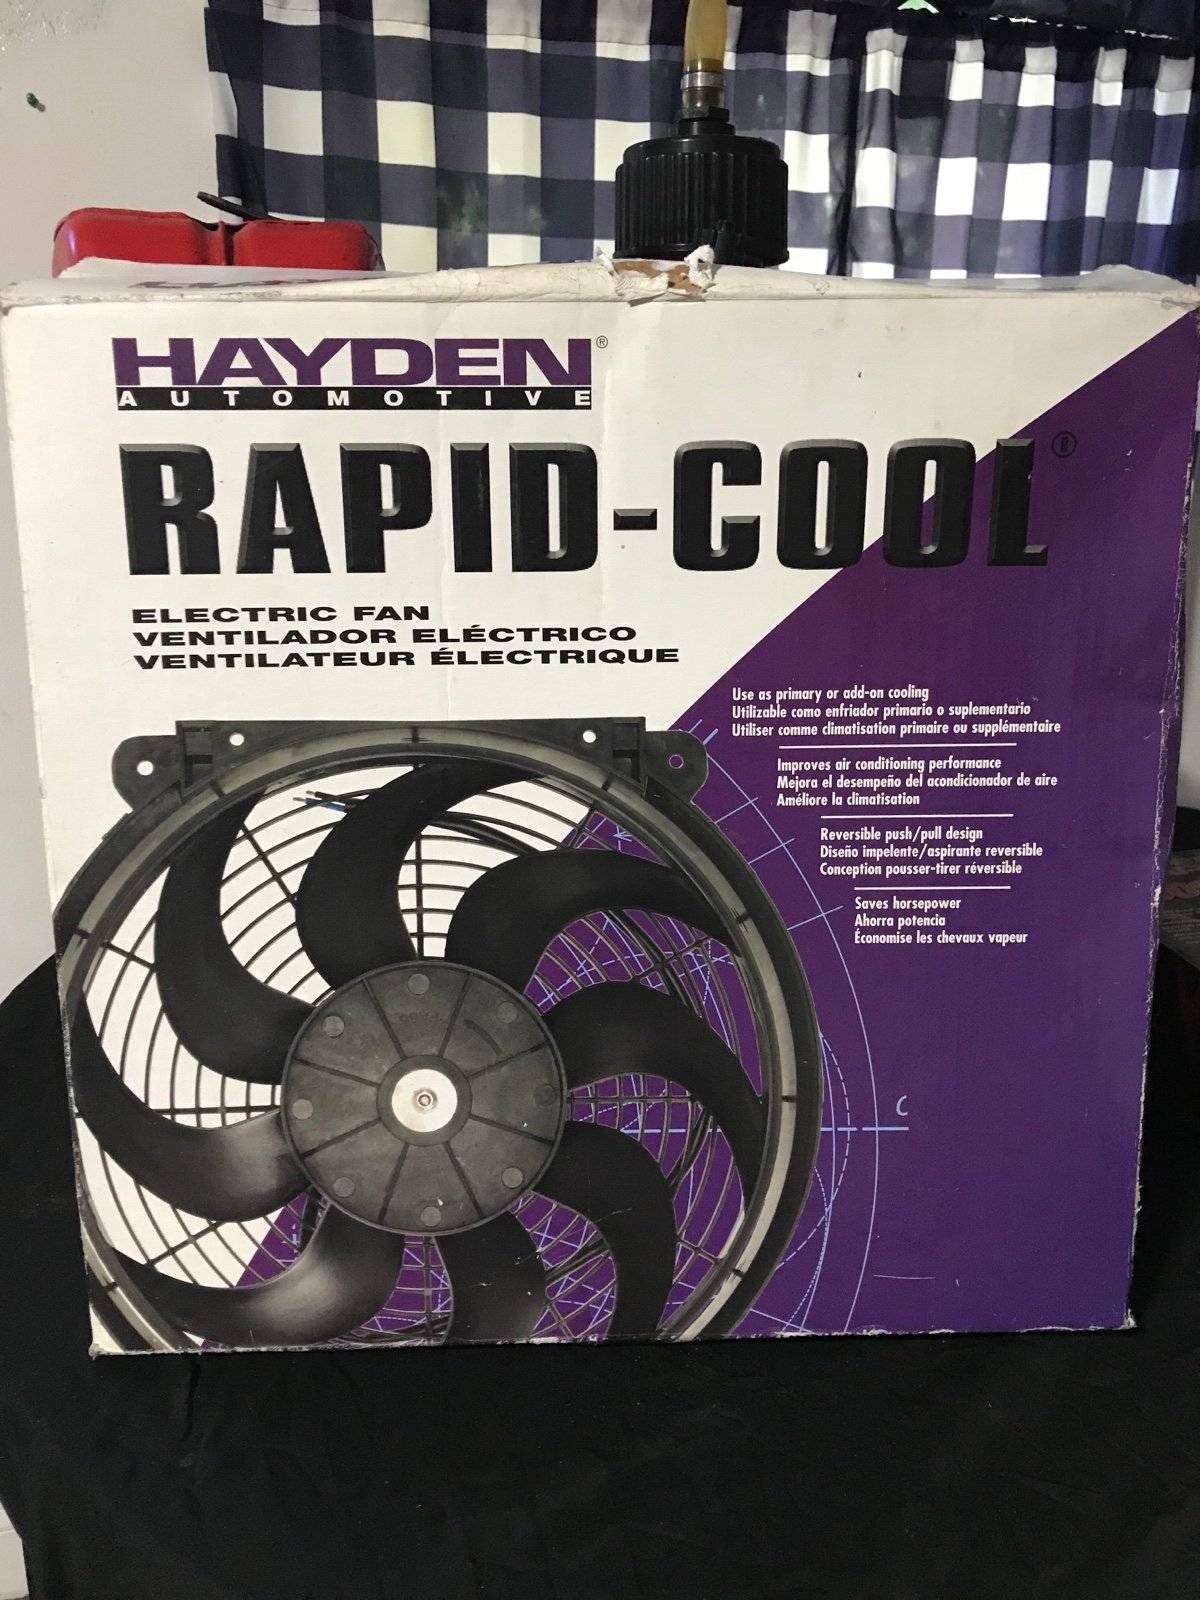 HAYDEN®
AUTOMOTIVE
RAPID-COOL®
ELECTRIC FAN
VENTILADOR ELÉCTRICO
VENTILATEUR ÉLECTRIQUE
Use as primary or add-on cooling
Utilizable como enfriador primario o suplementario
Utiliser comme climatisation primaire ou supplémentaire
Improves air conditioning performance
Mejora el desempeño del acondicionador de aire
Améliore la climatisation
Reversible push/pull design
Diseño impelente/aspirante reversible
Conception pousser-tirer réversible
Saves horsepower
Ahorra potencia
Économise les chevaux vapeur
C